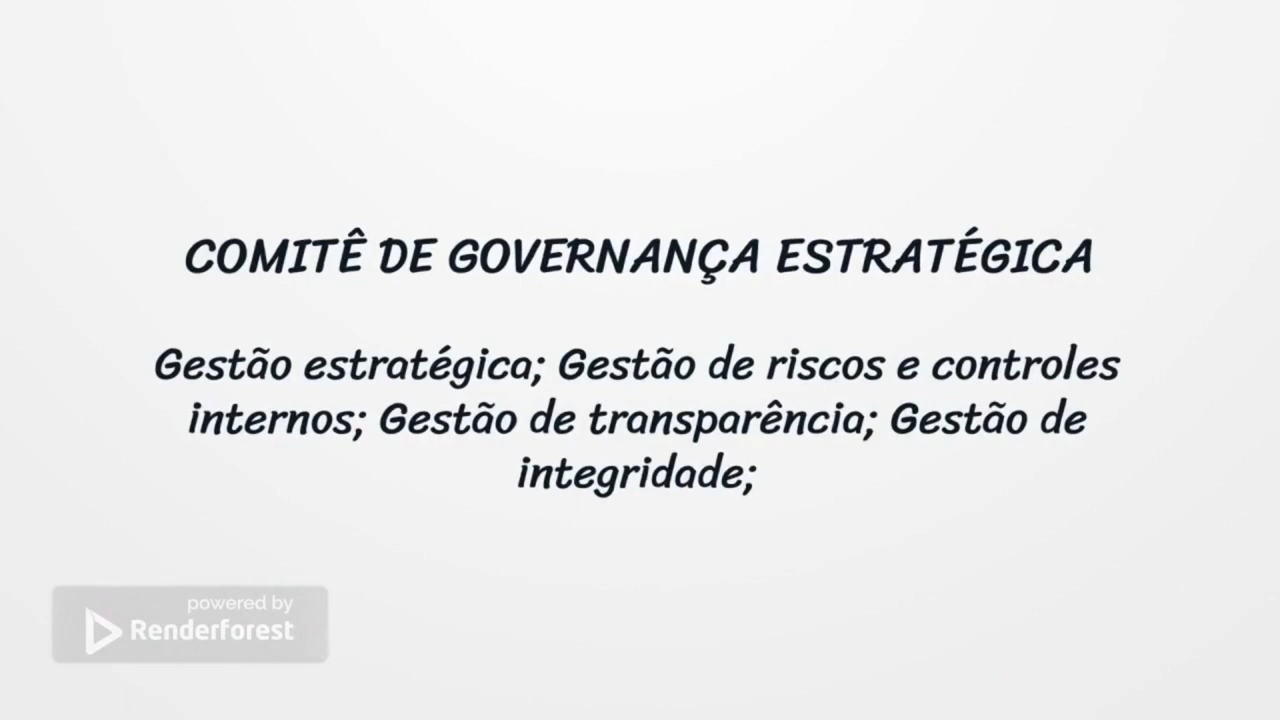 COMITÊ DE GOVERNANÇA ESTRATÉGICA
Gestão estratégica; Gestão de riscos e controles
internos; Gestão de transparência; Gestão de
integridade;
powered by
Renderforest